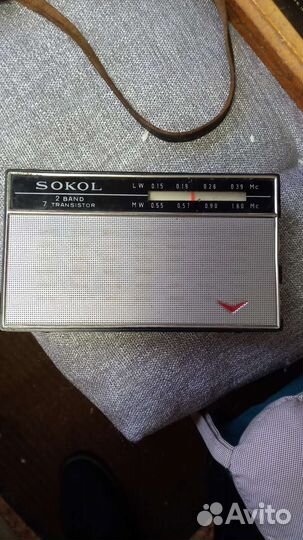 SOKOL
2 BAND
7 TRANSISTOR
LW 0.15 0.19 0.26 0.39 Mc
MW 0.55 0.57 0.90 1.60 Mc
Avito